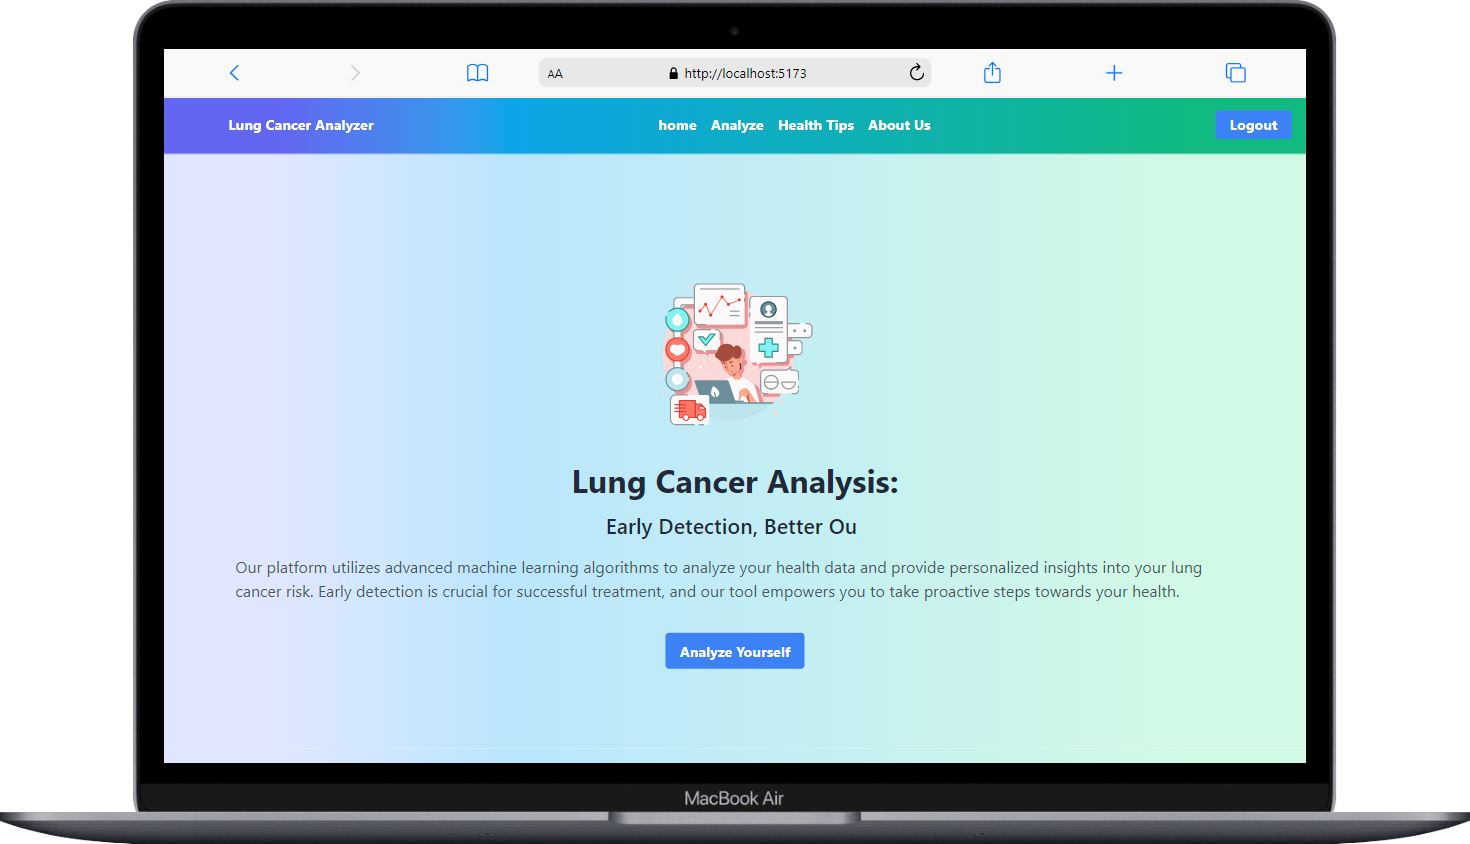 AA http://localhost:5173
Lung Cancer Analyzer home Analyze Health Tips About Us Logout
Lung Cancer Analysis:
Early Detection, Better Ou
Our platform utilizes advanced machine learning algorithms to analyze your health data and provide personalized insights into your lung
cancer risk. Early detection is crucial for successful treatment, and our tool empowers you to take proactive steps towards your health.
Analyze Yourself
MacBook Air